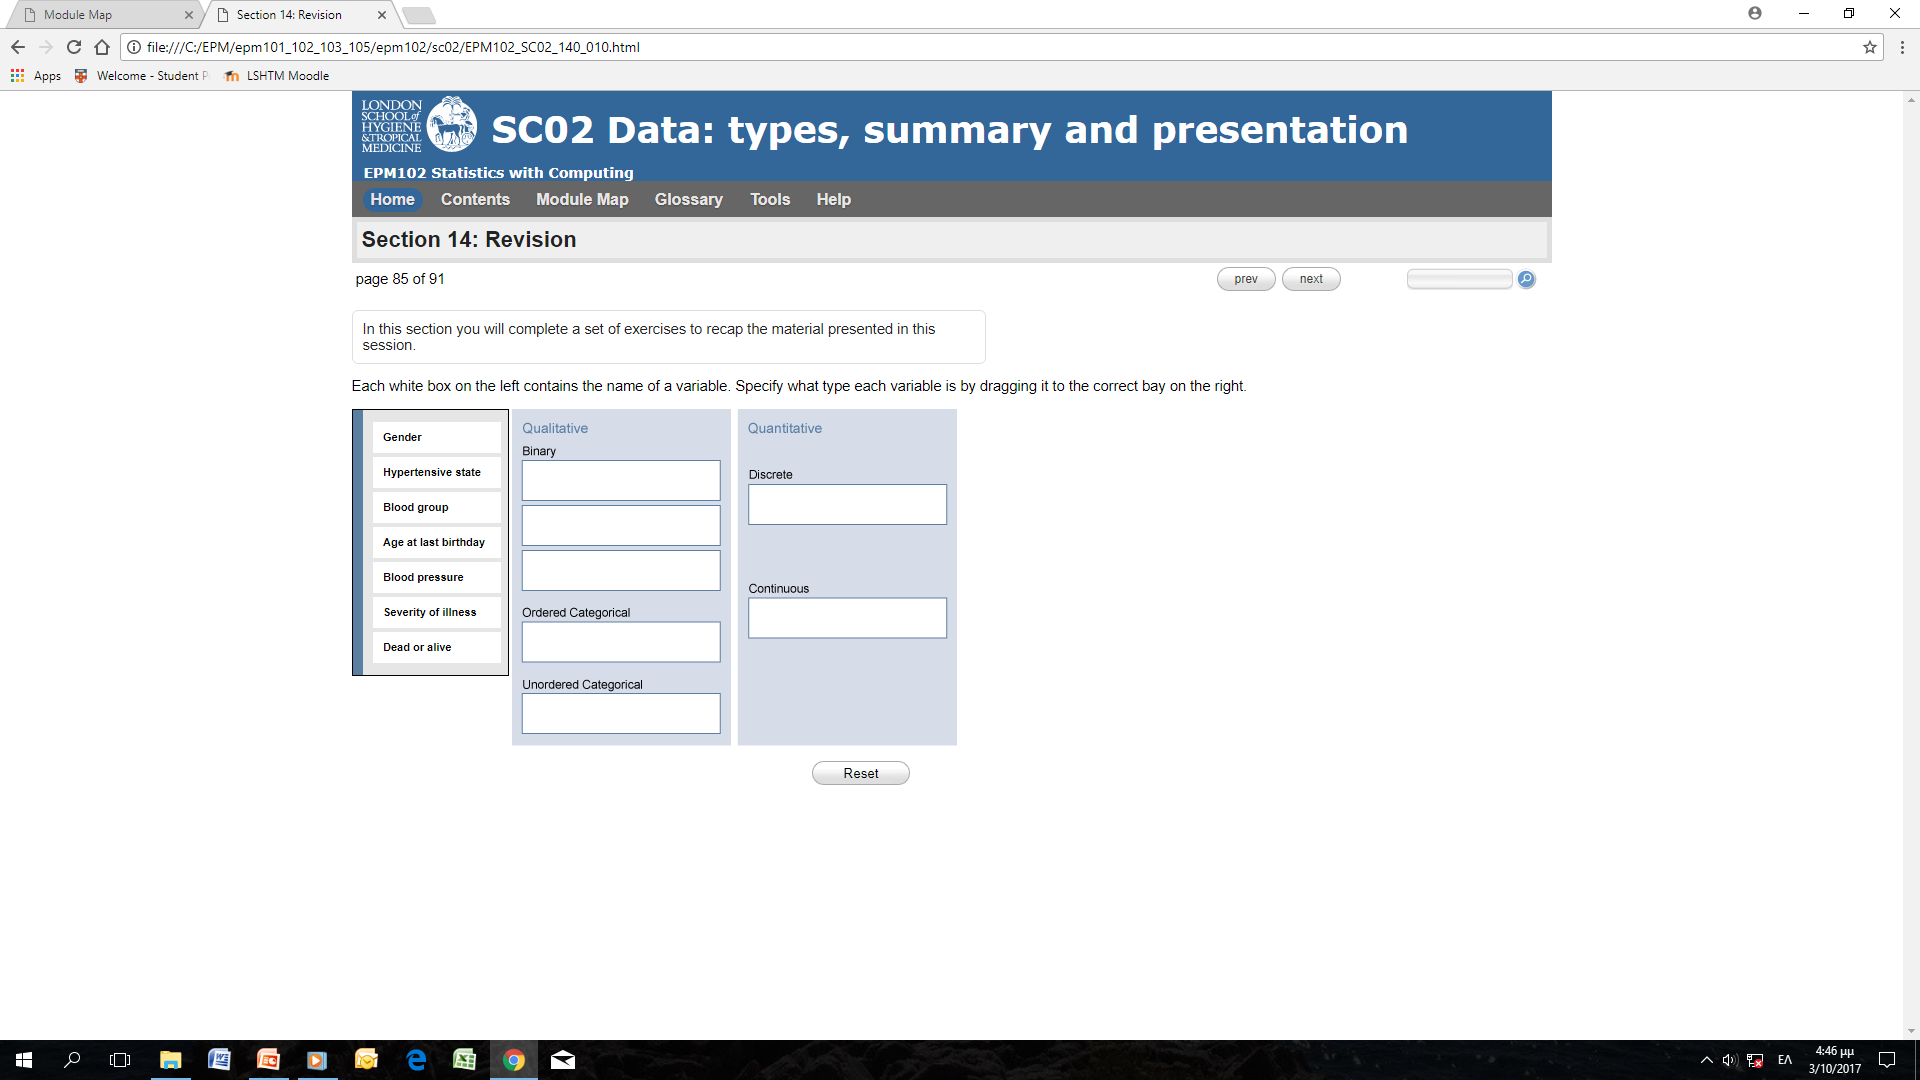 Module Map
Section 14: Revision
file:///C:/EPM/epm101_102_103_105/epm102/sc02/EPM102_SC02_140_010.html
Apps
Welcome - Student P
LSHTM Moodle
LONDON
SCHOOL of
HYGIENE
& TROPICAL
MEDICINE
SC02 Data: types, summary and presentation
EPM102 Statistics with Computing
Home
Contents
Module Map
Glossary
Tools
Help
Section 14: Revision
page 85 of 91
prev
next
In this section you will complete a set of exercises to recap the material presented in this
session.
Each white box on the left contains the name of a variable. Specify what type each variable is by dragging it to the correct bay on the right.
Gender
Hypertensive state
Blood group
Age at last birthday
Blood pressure
Severity of illness
Dead or alive
Qualitative
Binary
Ordered Categorical
Unordered Categorical
Quantitative
Discrete
Continuous
Reset
ΕΛ
4:46 μμ
3/10/2017